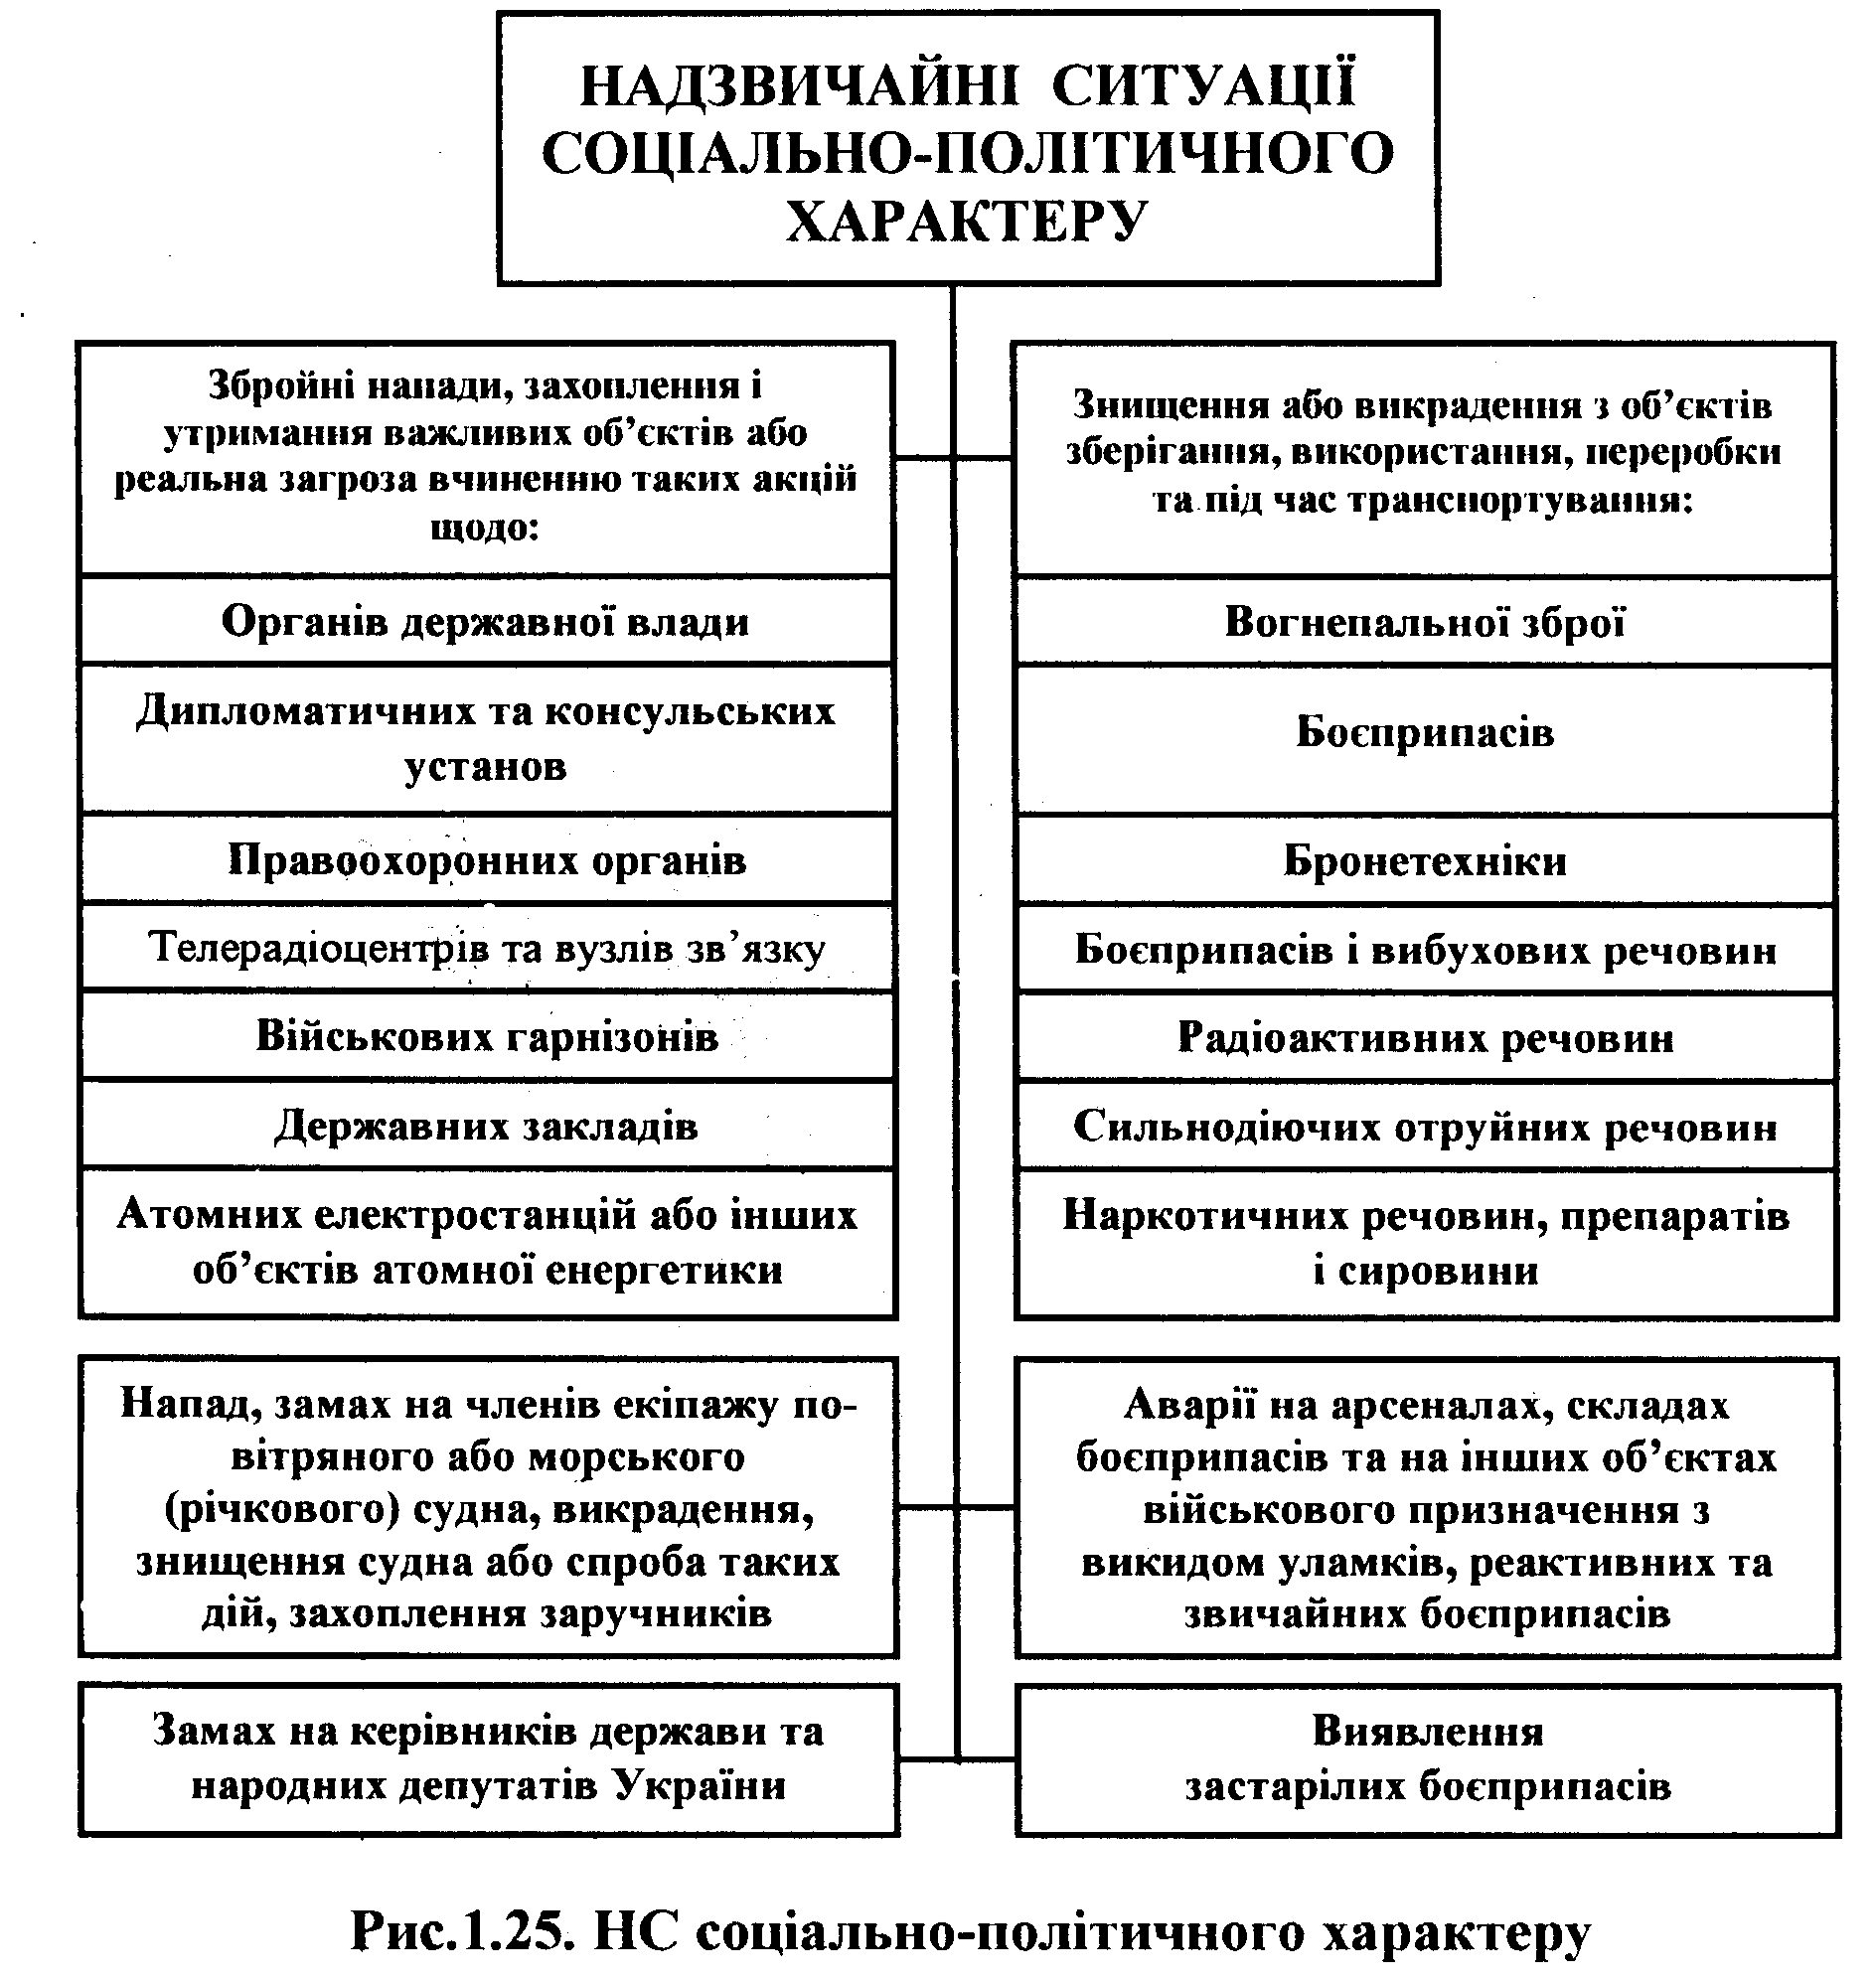 НАДЗВИЧАЙНІ СИТУАЦІЇ
СОЦІАЛЬНО-ПОЛІТИЧНОГО
ХАРАКТЕРУ
Збройні напади, захоплення і
утримання важливих об’єктів або
реальна загроза вчиненню таких акцій
щодо:
Органів державної влади
Дипломатичних та консульських
установ
Правоохоронних органів
Телерадіоцентрів та вузлів зв’язку
Військових гарнізонів
Державних закладів
Атомних електростанцій або інших
об’єктів атомної енергетики
Знищення або викрадення з об’єктів
зберігання, використання, переробки
та під час транспортування:
Вогнепальної зброї
Боєприпасів
Бронетехніки
Боєприпасів і вибухових речовин
Радіоактивних речовин
Сильнодіючих отруйних речовин
Наркотичних речовин, препаратів
і сировини
Напад, замах на членів екіпажу по-
вітряного або морського
(річкового) судна, викрадення,
знищення судна або спроба таких
дій, захоплення заручників
Аварії на арсеналах, складах
боєприпасів та на інших об’єктах
військового призначення з
викидом уламків, реактивних та
звичайних боєприпасів
Замах на керівників держави та
народних депутатів України
Виявлення
застарілих боєприпасів
Рис.1.25. НС соціально-політичного характеру